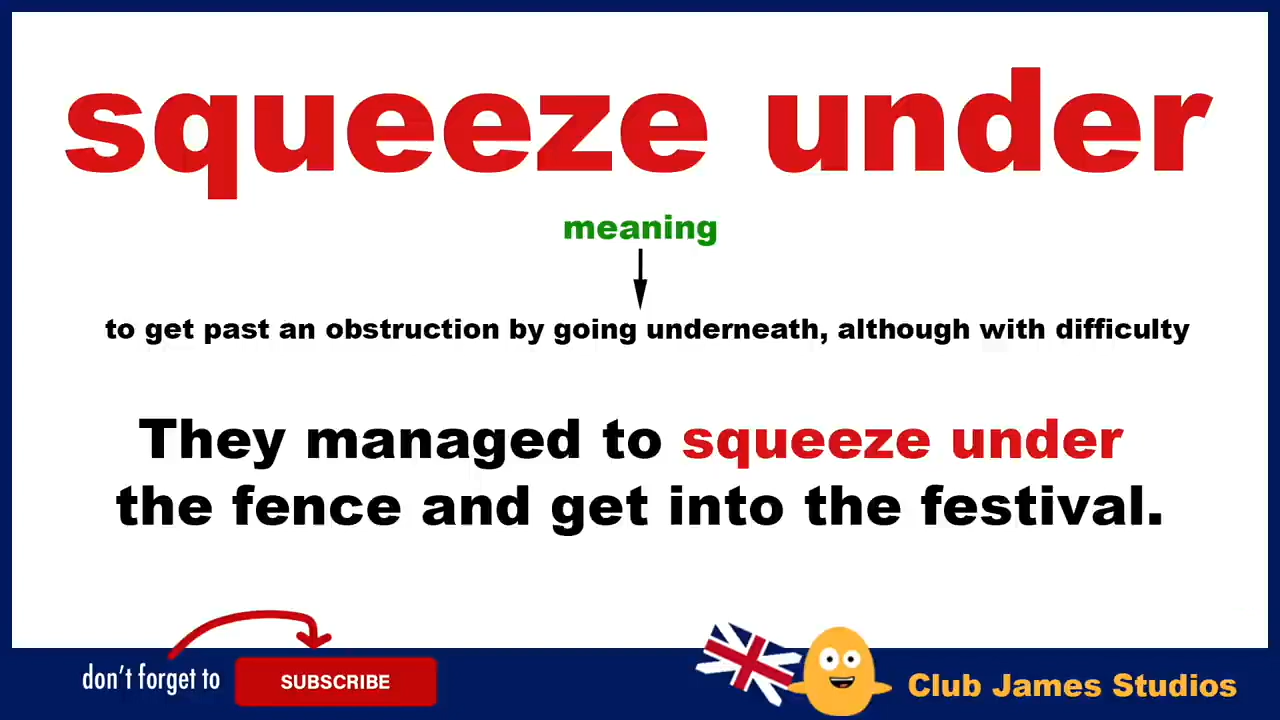 squeeze under
meaning
to get past an obstruction by going underneath, although with difficulty
They managed to squeeze under
the fence and get into the festival.
don't forget to SUBSCRIBE
Club James Studios